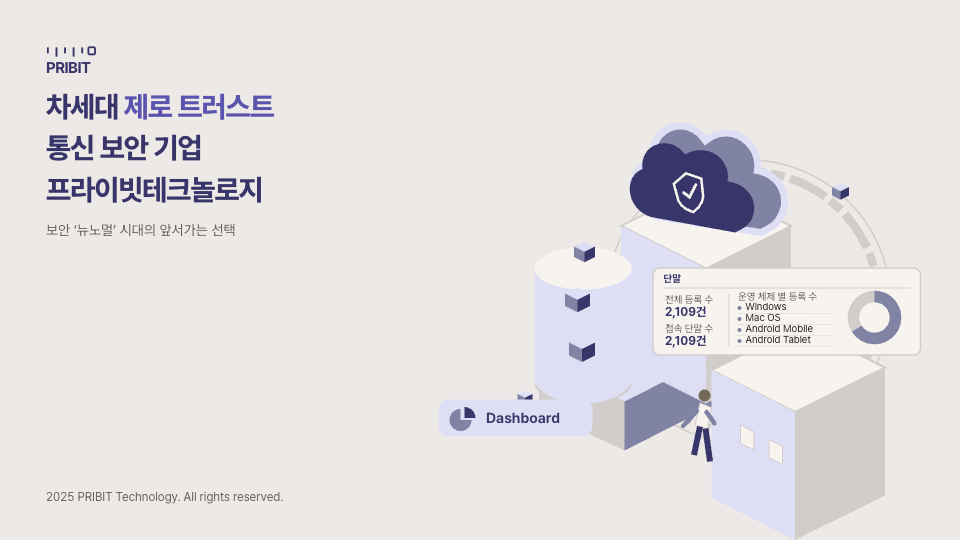 PRIBIT
차세대 제로 트러스트
통신 보안 기업
프라이빗테크놀로지
보안 ‘뉴노멀’ 시대의 앞서가는 선택
단말
전체 등록 수
2,109건
접속 단말 수
2,109건
운영 체제 별 등록 수
Windows
Mac OS
Android Mobile
Android Tablet
Dashboard
2025 PRIBIT Technology. All rights reserved.